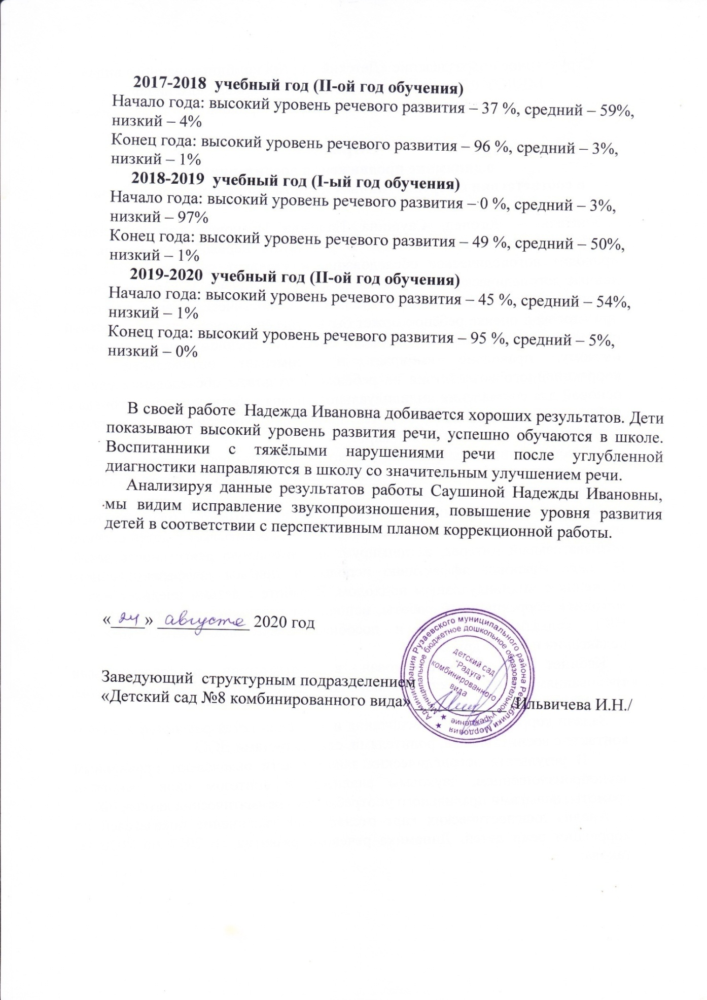 2017-2018 учебный год (II-ой год обучения)
Начало года: высокий уровень речевого развития – 37 %, средний – 59%,
низкий – 4%
Конец года: высокий уровень речевого развития – 96 %, средний – 3%,
низкий – 1%
2018-2019 учебный год (I-ый год обучения)
Начало года: высокий уровень речевого развития – 0 %, средний – 3%,
низкий – 97%
Конец года: высокий уровень речевого развития – 49 %, средний – 50%,
низкий – 1%
2019-2020 учебный год (II-ой год обучения)
Начало года: высокий уровень речевого развития – 45 %, средний – 54%,
низкий – 1%
Конец года: высокий уровень речевого развития – 95 %, средний – 5%,
низкий – 0%
В своей работе Надежда Ивановна добивается хороших результатов. Дети
показывают высокий уровень развития речи, успешно обучаются в школе.
Воспитанники с тяжёлыми нарушениями речи после углубленной
диагностики направляются в школу со значительным улучшением речи.
Анализируя данные результатов работы Саушиной Надежды Ивановны,
мы видим исправление звукопроизношения, повышение уровня развития
детей в соответствии с перспективным планом коррекционной работы.
« 24 » августа 2020 год
Заведующий структурным подразделением
«Детский сад №8 комбинированного вида» /Ильвичева И.Н./
Администрация Рузаевского муниципального района Республики Мордовия
Муниципальное бюджетное дошкольное образовательное учреждение
детский сад
"Радуга"
комбинированного
вида